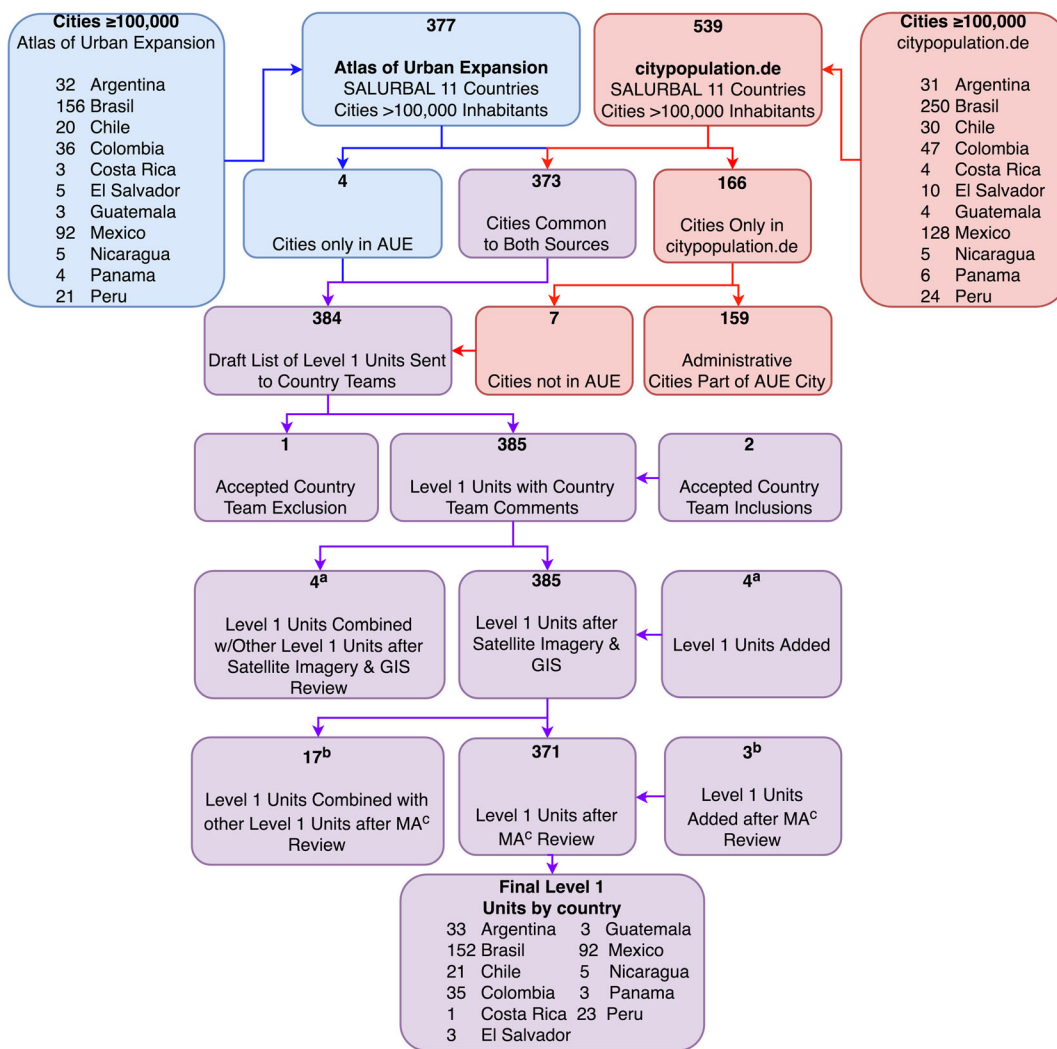 Cities ≥100,000
Atlas of Urban Expansion
32 Argentina
156 Brasil
20 Chile
36 Colombia
3 Costa Rica
5 El Salvador
3 Guatemala
92 Mexico
5 Nicaragua
4 Panama
21 Peru
377
Atlas of Urban Expansion
SALURBAL 11 Countries
Cities >100,000 Inhabitants
539
citypopulation.de
SALURBAL 11 Countries
Cities >100,000 Inhabitants
Cities ≥100,000
citypopulation.de
31 Argentina
250 Brasil
30 Chile
47 Colombia
4 Costa Rica
10 El Salvador
4 Guatemala
128 Mexico
5 Nicaragua
6 Panama
24 Peru
4
Cities only in AUE
373
Cities Common
to Both Sources
166
Cities Only in
citypopulation.de
384
Draft List of Level 1 Units Sent
to Country Teams
7
Cities not in AUE
159
Administrative
Cities Part of AUE City
1
Accepted Country
Team Exclusion
385
Level 1 Units with Country
Team Comments
2
Accepted Country
Team Inclusions
4a
Level 1 Units Combined
w/Other Level 1 Units after
Satellite Imagery & GIS
Review
385
Level 1 Units after
Satellite Imagery &
GIS
4a
Level 1 Units Added
17b
Level 1 Units Combined with
other Level 1 Units after MAc
Review
371
Level 1 Units after
MAc Review
3b
Level 1 Units
Added after MAc
Review
Final Level 1
Units by country
33 Argentina 3 Guatemala
152 Brasil 92 Mexico
21 Chile 5 Nicaragua
35 Colombia 3 Panama
1 Costa Rica 23 Peru
3 El Salvador